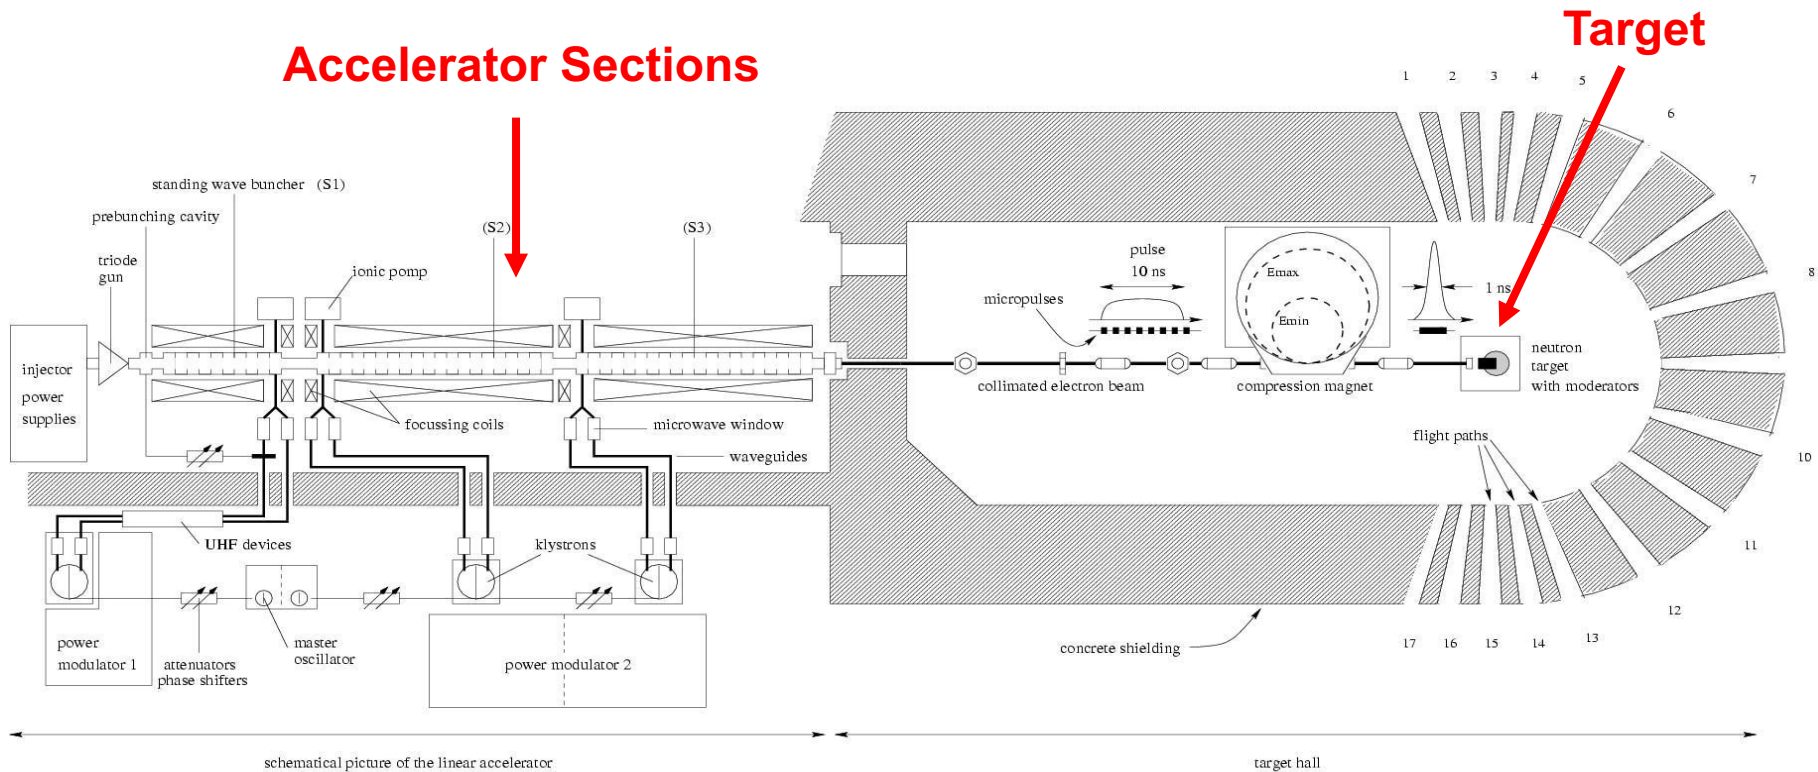 Accelerator Sections
Target
1 2 3 4 5
6
7
8
10
11
12
13
17 16 15 14
standing wave buncher (S1)
prebunching cavity
triode
gun
ionic pomp
(S2)
(S3)
injector
power
supplies
focussing coils
microwave window
waveguides
UHF devices
klystrons
power
modulator 1
attenuators
phase shifters
master
oscillator
power modulator 2
pulse
10 ns
micropulses
Emax
Emin
1 ns
collimated electron beam
compression magnet
neutron
target
with moderators
flight paths
concrete shielding
schematical picture of the linear accelerator
target hall